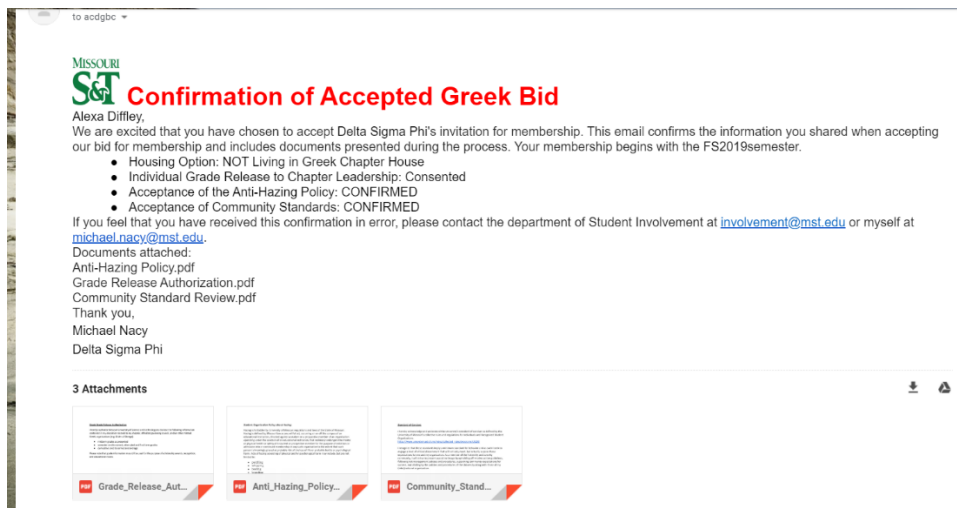 to acdgbc
MISSOURI
S&T Confirmation of Accepted Greek Bid
Alexa Diffley,
We are excited that you have chosen to accept Delta Sigma Phi's invitation for membership. This email confirms the information you shared when accepting
our bid for membership and includes documents presented during the process. Your membership begins with the FS2019semester.
● Housing Option: NOT Living in Greek Chapter House
● Individual Grade Release to Chapter Leadership: Consented
● Acceptance of the Anti-Hazing Policy: CONFIRMED
● Acceptance of Community Standards: CONFIRMED
If you feel that you have received this confirmation in error, please contact the department of Student Involvement at involvement@mst.edu or myself at
michael.nacy@mst.edu.
Documents attached:
Anti-Hazing Policy.pdf
Grade Release Authorization.pdf
Community Standard Review.pdf
Thank you,
Michael Nacy
Delta Sigma Phi
3 Attachments
PDF Grade_Release_Aut... PDF Anti_Hazing_Policy... PDF Community_Stand...